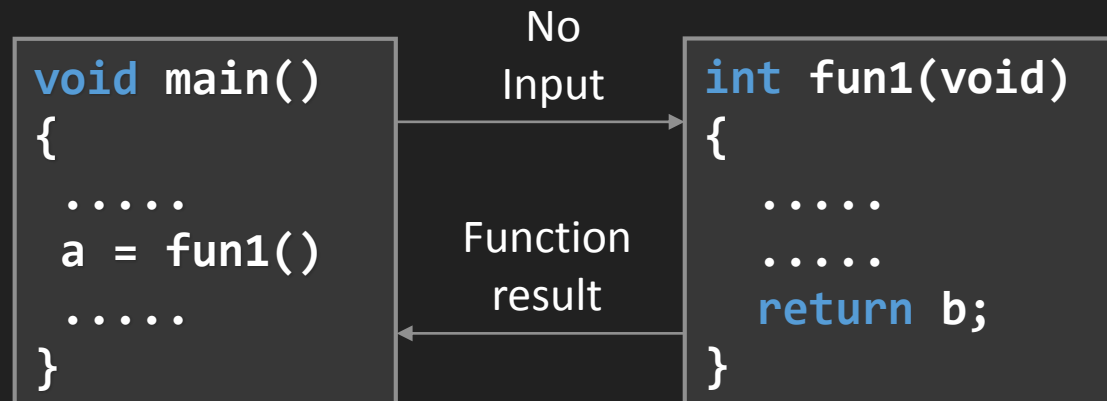 void main()
{
.....
a = fun1()
.....
}
No
Input
Function
result
int fun1(void)
{
.....
.....
return b;
}